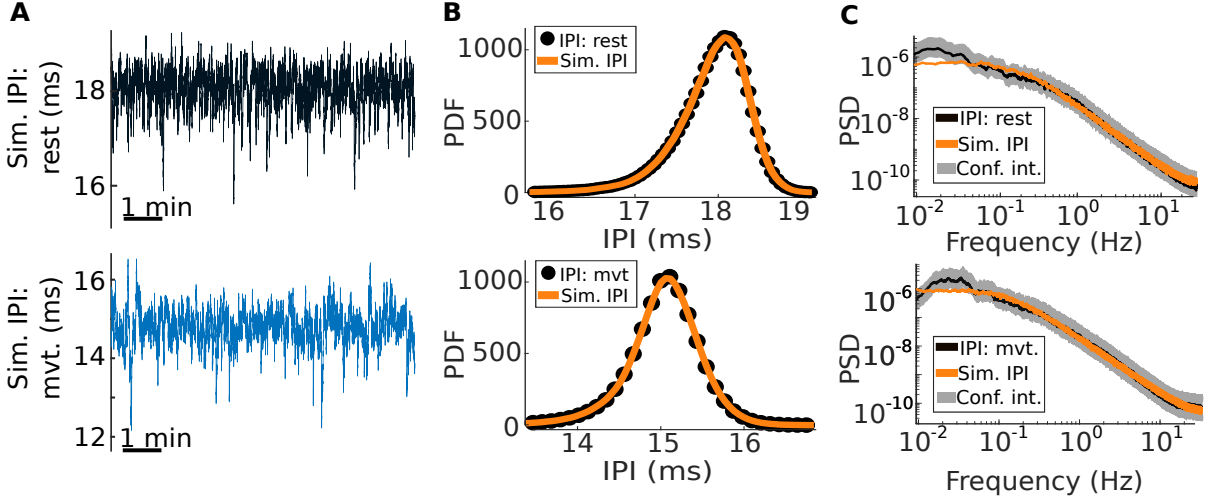 A
Sim. IPI:
rest (ms)
18
16
1 min
B
PDF
1000
500
0
IPI: rest
Sim. IPI
16
17
18
19
IPI (ms)
C
PSD
10^-6
10^-8
10^-10
IPI: rest
Sim. IPI
Conf. int.
10^-2
10^-1
10^0
10^1
Frequency (Hz)
Sim. IPI:
mvt. (ms)
16
14
12
1 min
PDF
1000
500
0
IPI: mvt
Sim. IPI
14
15
16
IPI (ms)
PSD
10^-6
10^-8
10^-10
IPI: mvt.
Sim. IPI
Conf. int.
10^-2
10^-1
10^0
10^1
Frequency (Hz)